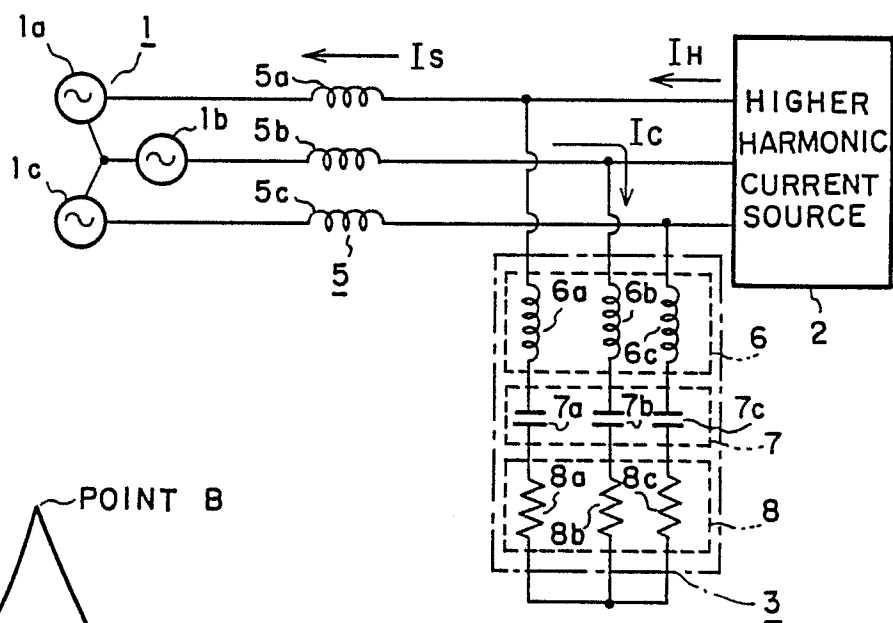 1a
1
5a
Is
IH
HIGHER
HARMONIC
CURRENT
SOURCE
1b
5b
Ic
1c
5c
5
2
6a
6b
6c
6
7a
7b
7c
7
8a
8b
8c
8
3
POINT B